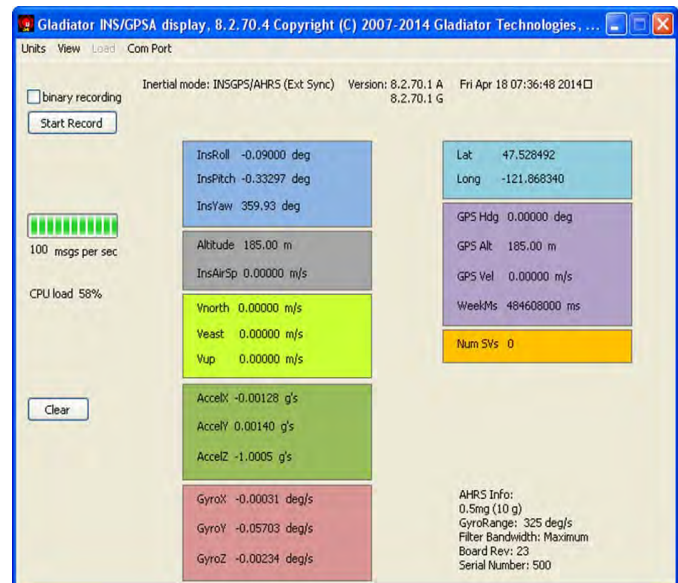 Gladiator INS/GPSA display, 8.2.70.4 Copyright (C) 2007-2014 Gladiator Technologies, ...
Units View Load Com Port
Inertial mode: INSGPS/AHRS (Ext Sync) Version: 8.2.70.1 A Fri Apr 18 07:36:48 2014
8.2.70.1 G
binary recording
Start Record
100 msgs per sec
CPU load 58%
Clear
InsRoll -0.09000 deg
InsPitch -0.33297 deg
InsYaw 359.93 deg
Altitude 185.00 m
InsAirSp 0.00000 m/s
Vnorth 0.00000 m/s
Veast 0.00000 m/s
Vup 0.00000 m/s
AccelX -0.00128 g's
AccelY 0.00140 g's
AccelZ -1.0005 g's
GyroX -0.00031 deg/s
GyroY -0.05703 deg/s
GyroZ -0.00234 deg/s
Lat 47.528492
Long -121.868340
GPS Hdg 0.00000 deg
GPS Alt 185.00 m
GPS Vel 0.00000 m/s
WeekMs 484608000 ms
Num SVs 0
AHRS Info:
0.5mg (10 g)
GyroRange: 325 deg/s
Filter Bandwidth: Maximum
Board Rev: 23
Serial Number: 500